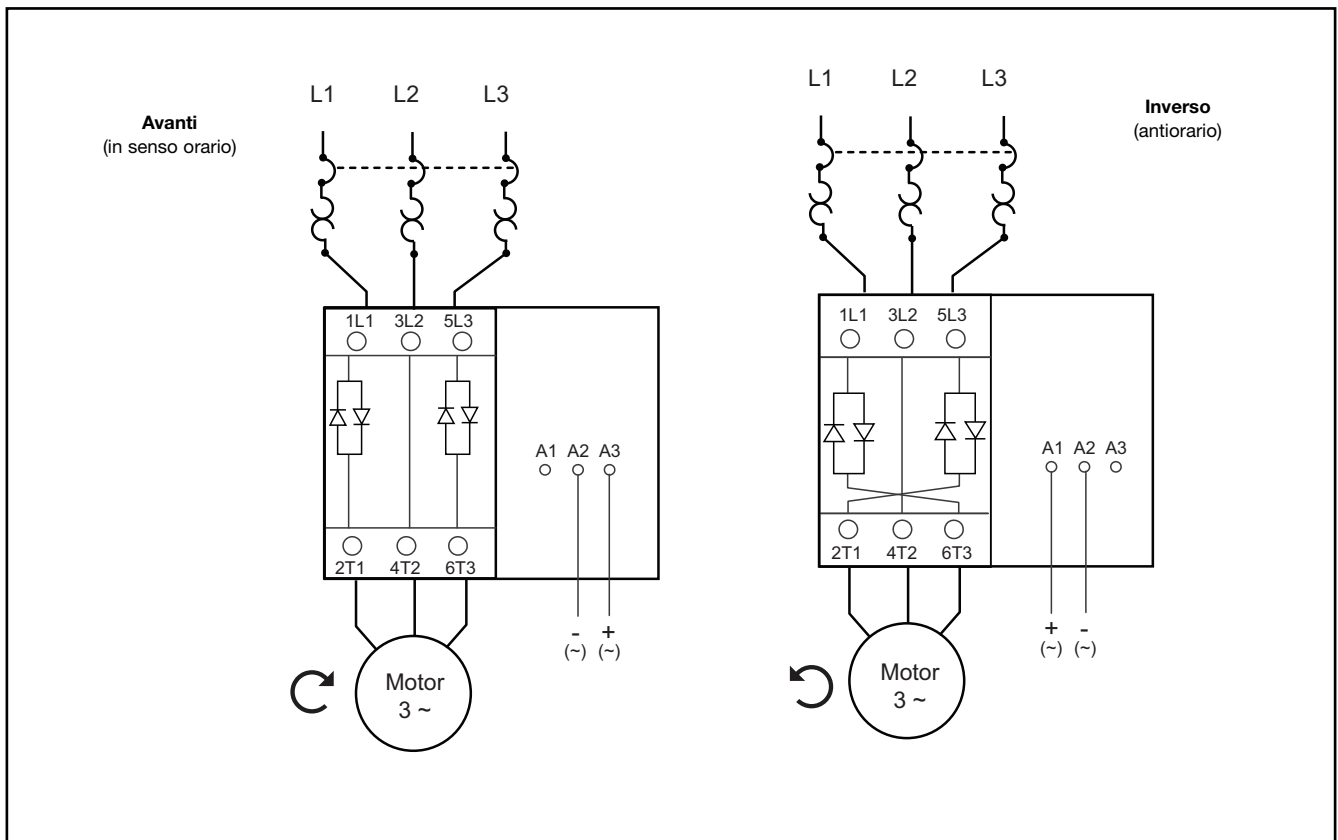 Avanti
(in senso orario)
L1 L2 L3
1L1 3L2 5L3
A1 A2 A3
2T1 4T2 6T3
- +
(~) (~)
Motor
3 ~
Inverso
(antiorario)
L1 L2 L3
1L1 3L2 5L3
A1 A2 A3
2T1 4T2 6T3
+ -
(~) (~)
Motor
3 ~